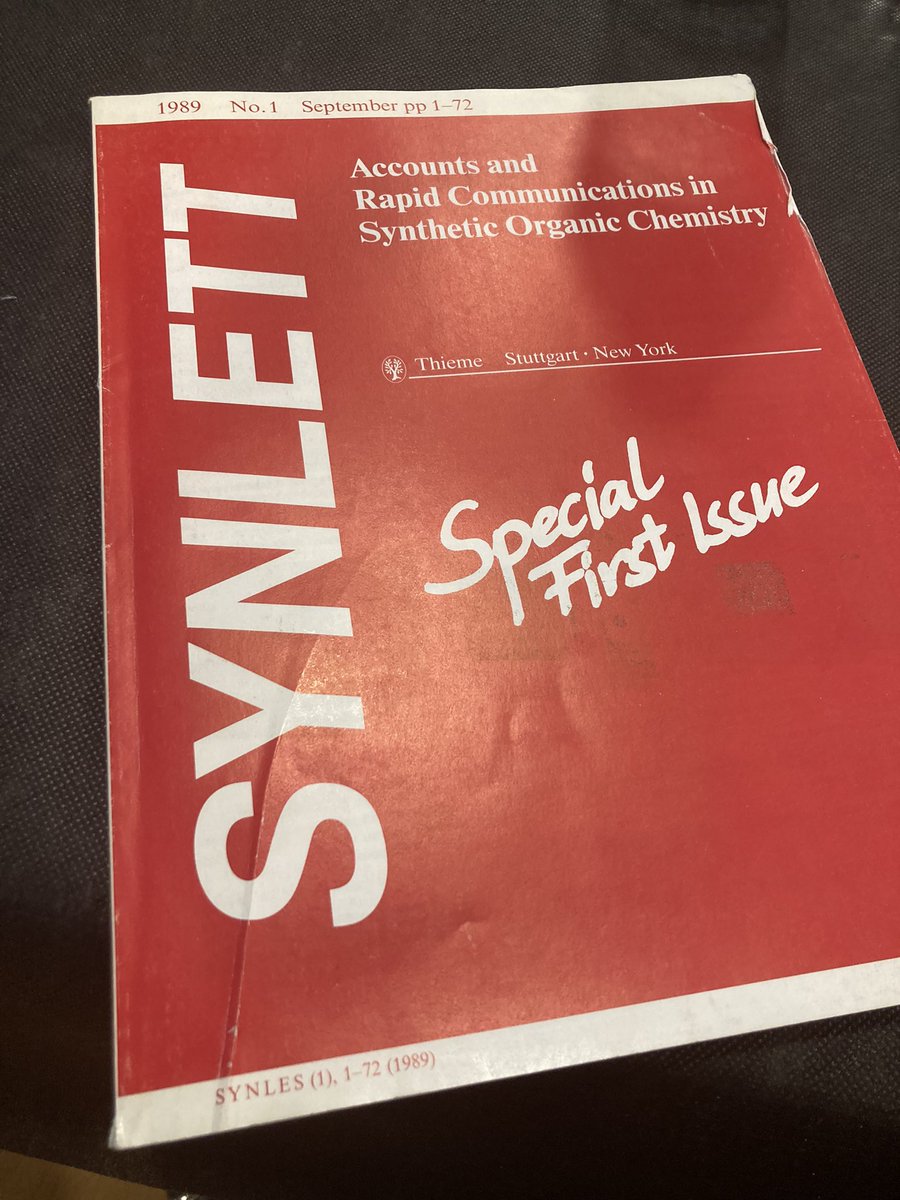 1989 No. 1 September pp 1–72
SYNLETT
Accounts and
Rapid Communications in
Synthetic Organic Chemistry
Thieme Stuttgart · New York
Special
First Issue
SYNLES (1), 1–72 (1989)